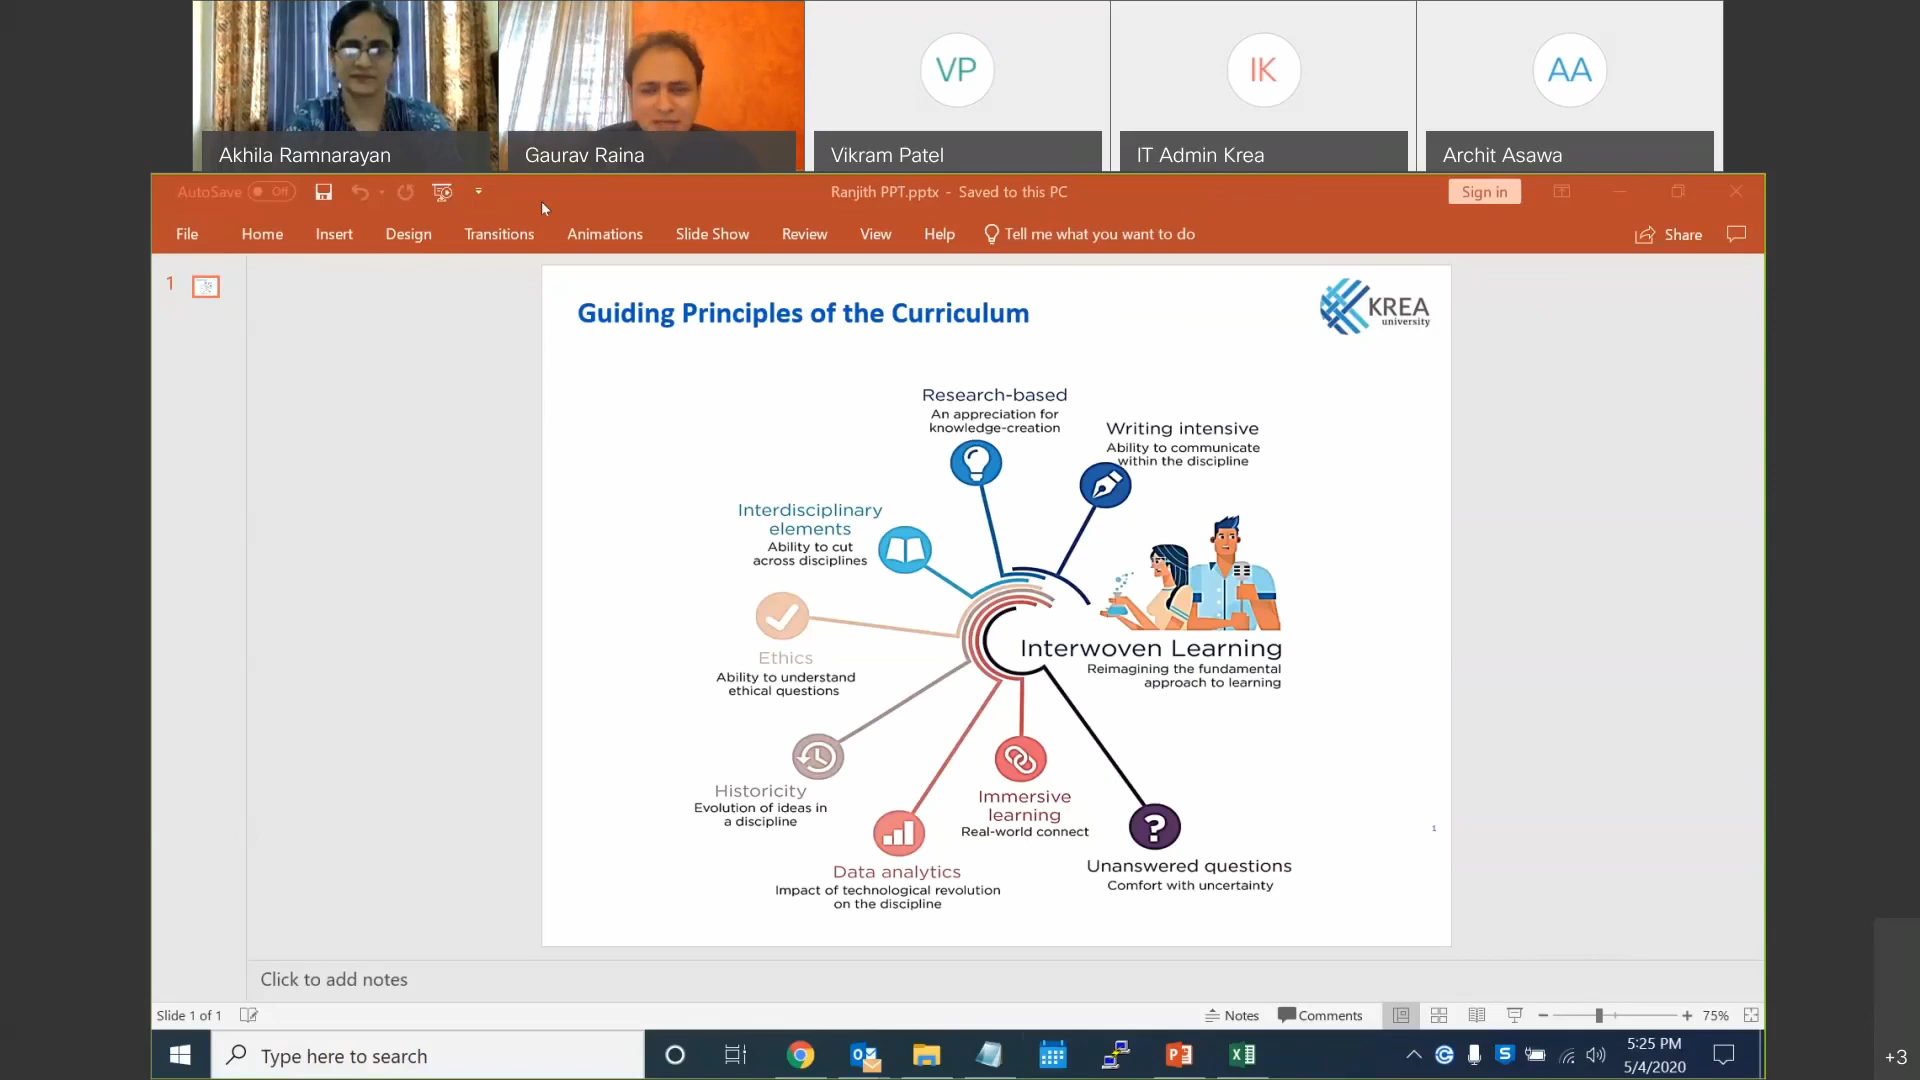 VP
IK
AA
Akhila Ramnarayan
Gaurav Raina
Vikram Patel
IT Admin Krea
Archit Asawa
AutoSave Off
Ranjith PPT.pptx - Saved to this PC
Sign in
File
Home
Insert
Design
Transitions
Animations
Slide Show
Review
View
Help
Tell me what you want to do
Share
1
Guiding Principles of the Curriculum
KREA
university
Research-based
An appreciation for
knowledge-creation
Writing intensive
Ability to communicate
within the discipline
Interdisciplinary
elements
Ability to cut
across disciplines
Ethics
Ability to understand
ethical questions
Interwoven Learning
Reimagining the fundamental
approach to learning
Historicity
Evolution of ideas in
a discipline
Immersive
learning
Real-world connect
Data analytics
Impact of technological revolution
on the discipline
?
Unanswered questions
Comfort with uncertainty
1
Click to add notes
Slide 1 of 1
Notes
Comments
75%
Type here to search
5:25 PM
5/4/2020
+3